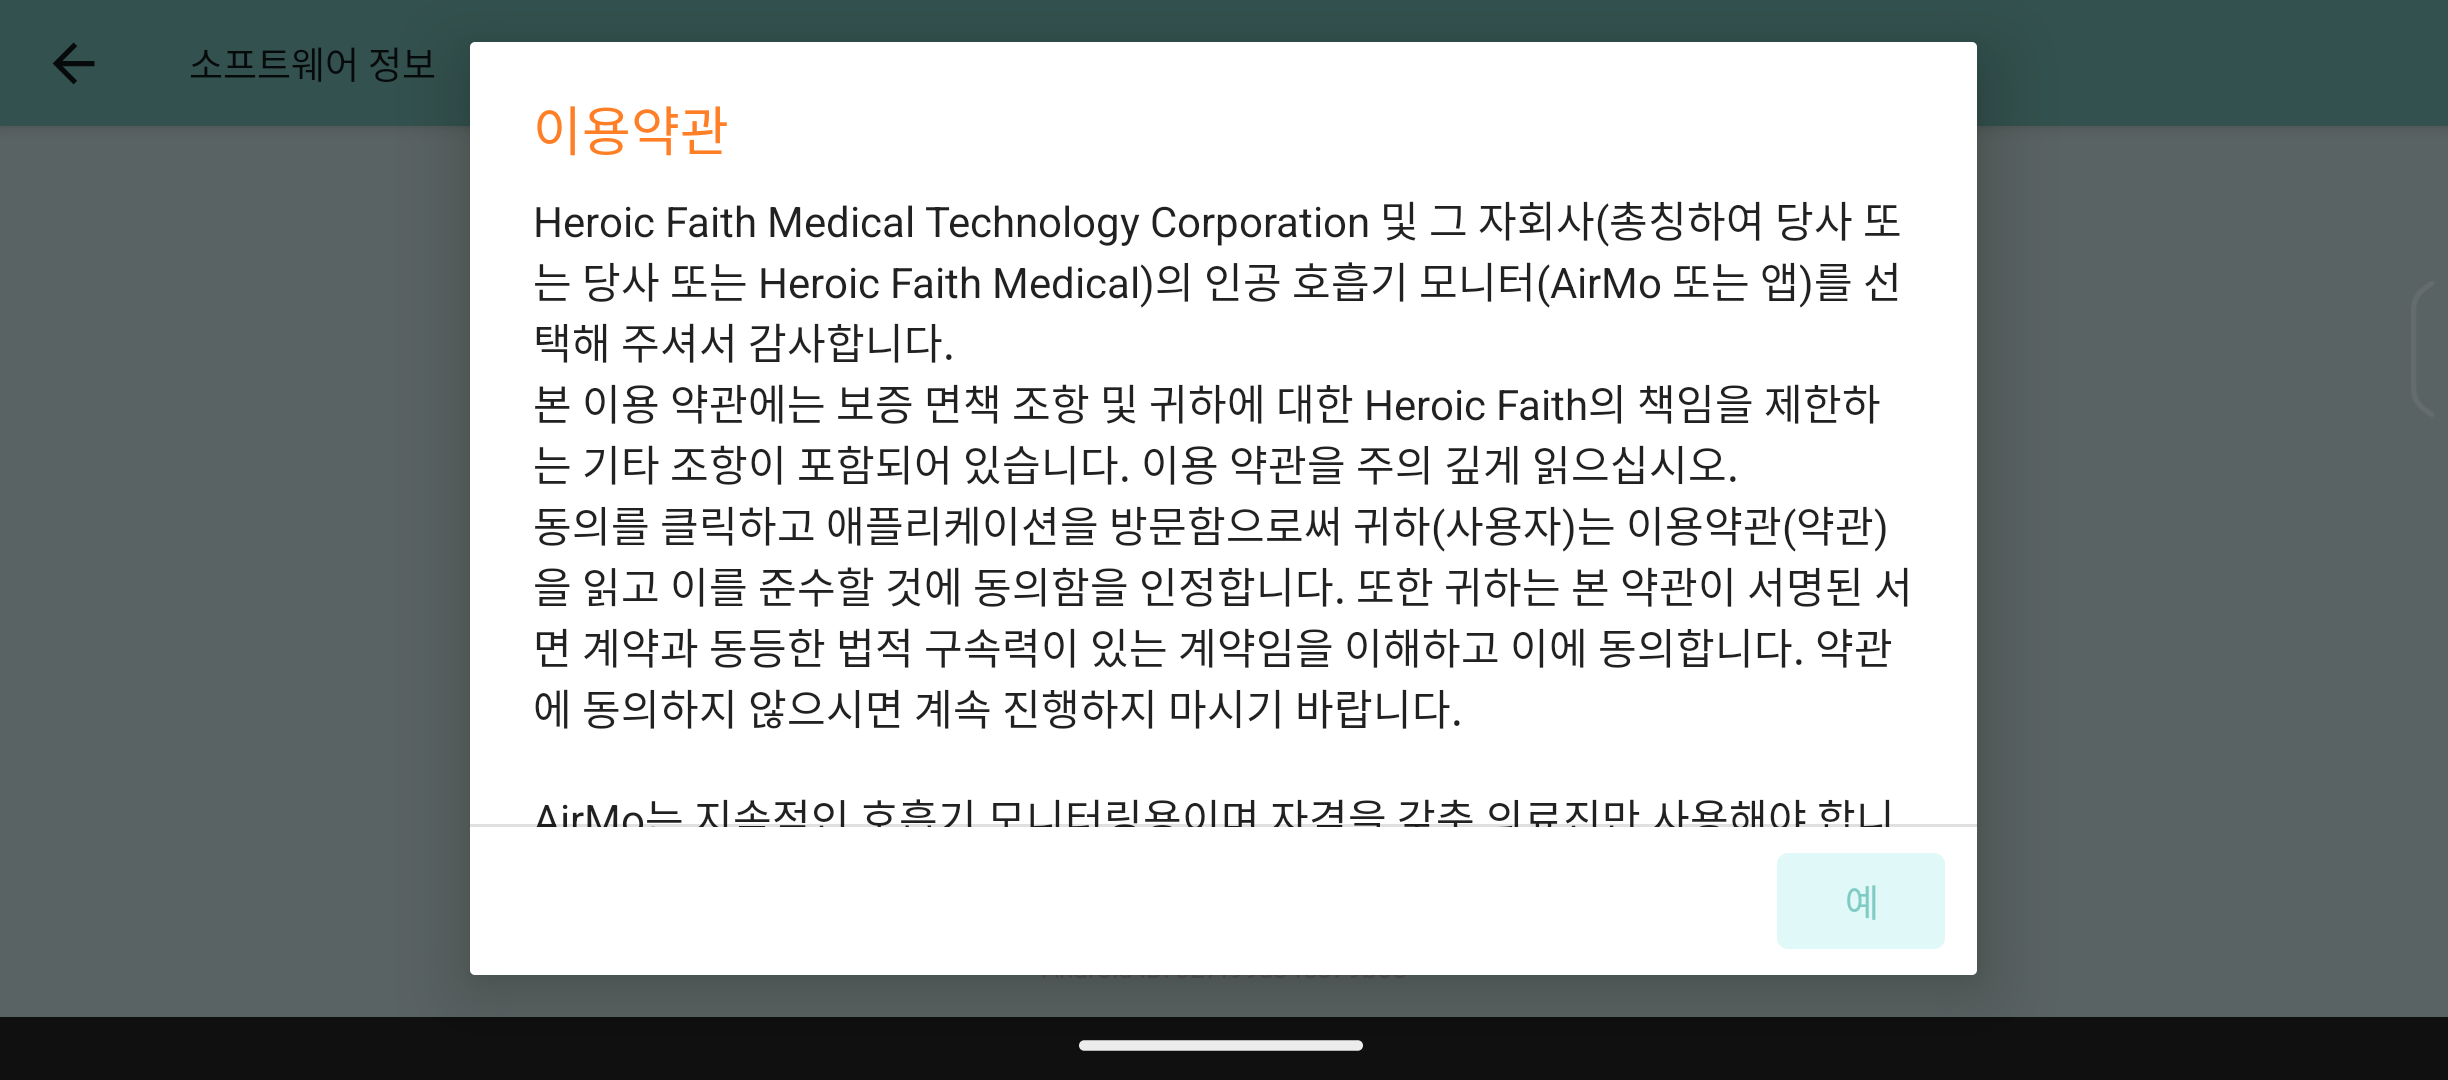 소프트웨어 정보
이용약관
Heroic Faith Medical Technology Corporation 및 그 자회사(총칭하여 당사 또
는 당사 또는 Heroic Faith Medical)의 인공 호흡기 모니터(AirMo 또는 앱)를 선
택해 주셔서 감사합니다.
본 이용 약관에는 보증 면책 조항 및 귀하에 대한 Heroic Faith의 책임을 제한하
는 기타 조항이 포함되어 있습니다. 이용 약관을 주의 깊게 읽으십시오.
동의를 클릭하고 애플리케이션을 방문함으로써 귀하(사용자)는 이용약관(약관)
을 읽고 이를 준수할 것에 동의함을 인정합니다. 또한 귀하는 본 약관이 서명된 서
면 계약과 동등한 법적 구속력이 있는 계약임을 이해하고 이에 동의합니다. 약관
에 동의하지 않으시면 계속 진행하지 마시기 바랍니다.
AirMo는 지속적인 호흡기 모니터링용이며 자격을 갖춘 의료진만 사용해야 합니
예